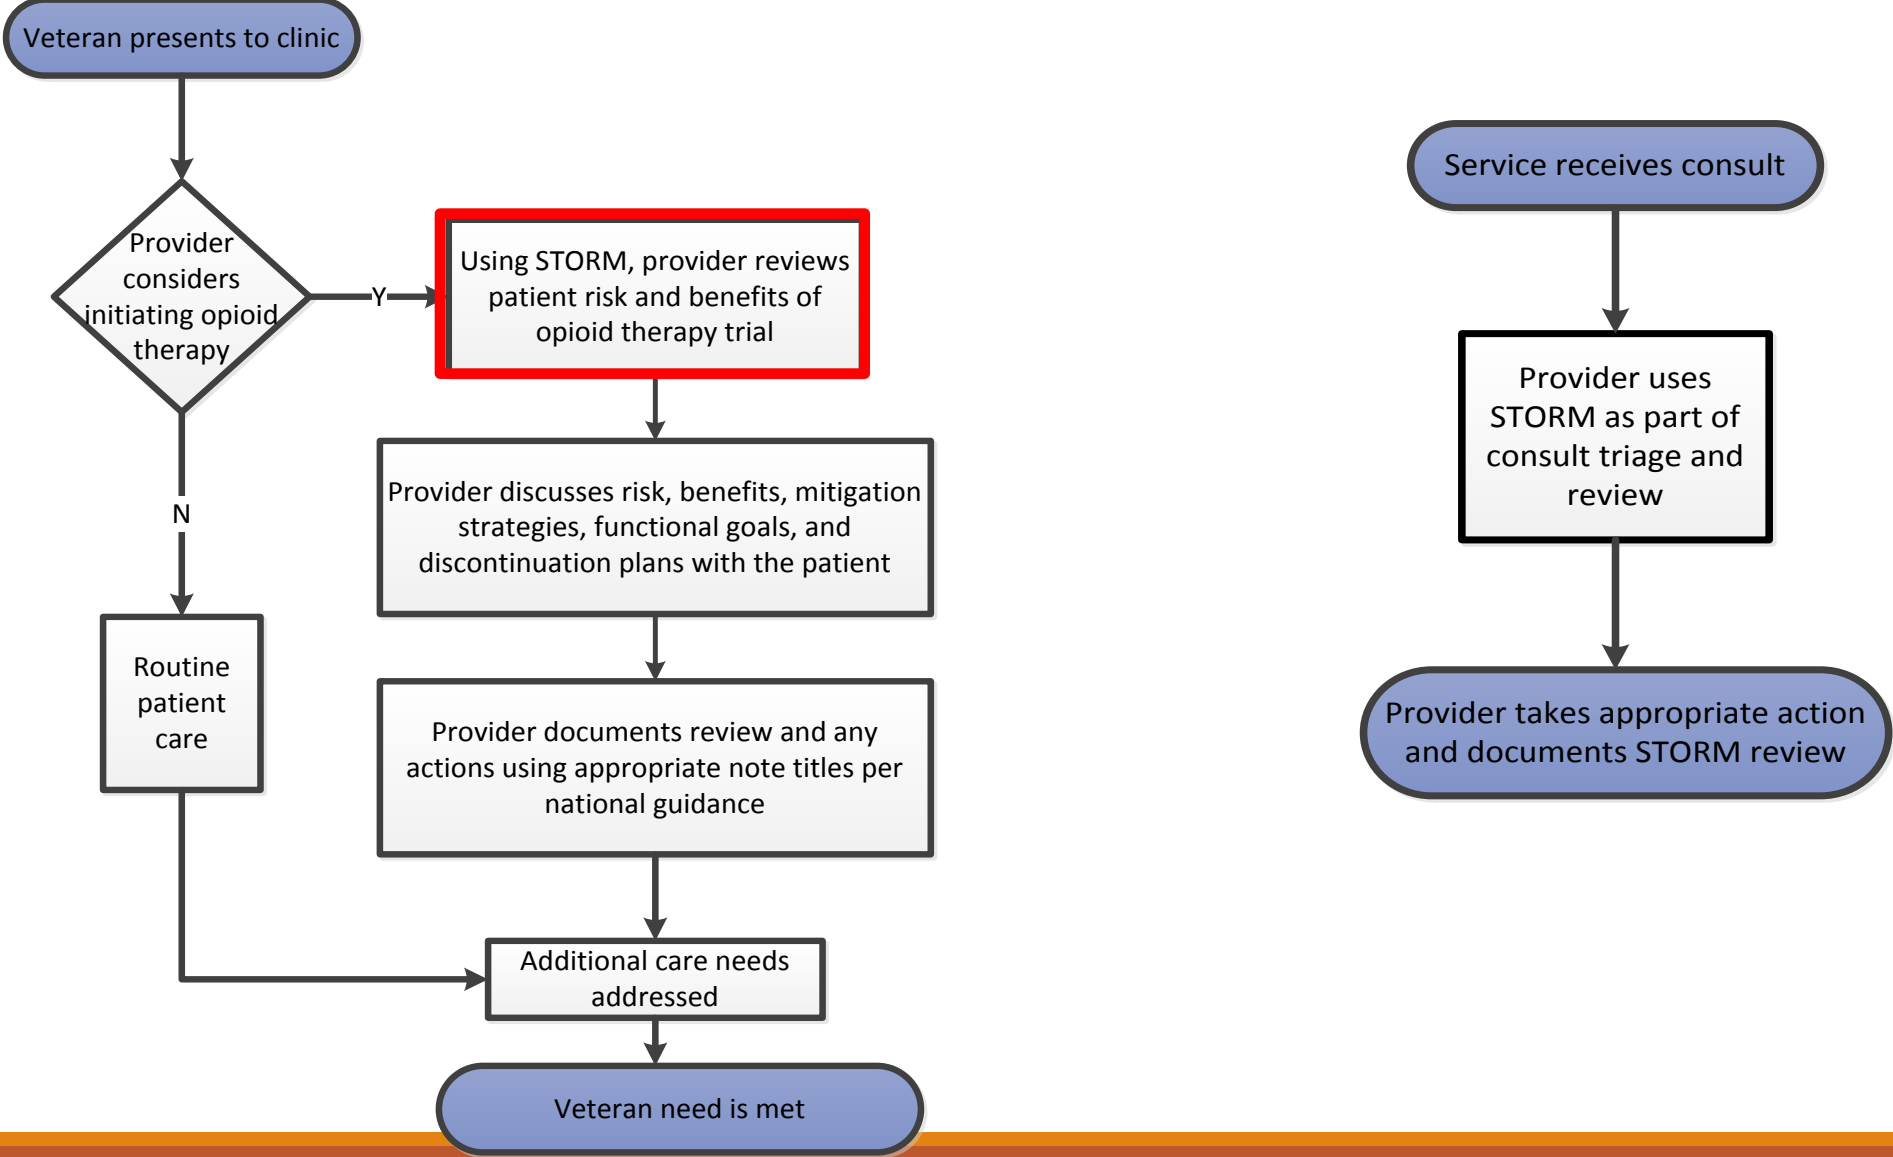 Veteran presents to clinic
Provider
considers
initiating opioid
therapy
Y
N
Using STORM, provider reviews
patient risk and benefits of
opioid therapy trial
Provider discusses risk, benefits, mitigation
strategies, functional goals, and
discontinuation plans with the patient
Routine
patient
care
Provider documents review and any
actions using appropriate note titles per
national guidance
Additional care needs
addressed
Veteran need is met
Service receives consult
Provider uses
STORM as part of
consult triage and
review
Provider takes appropriate action
and documents STORM review